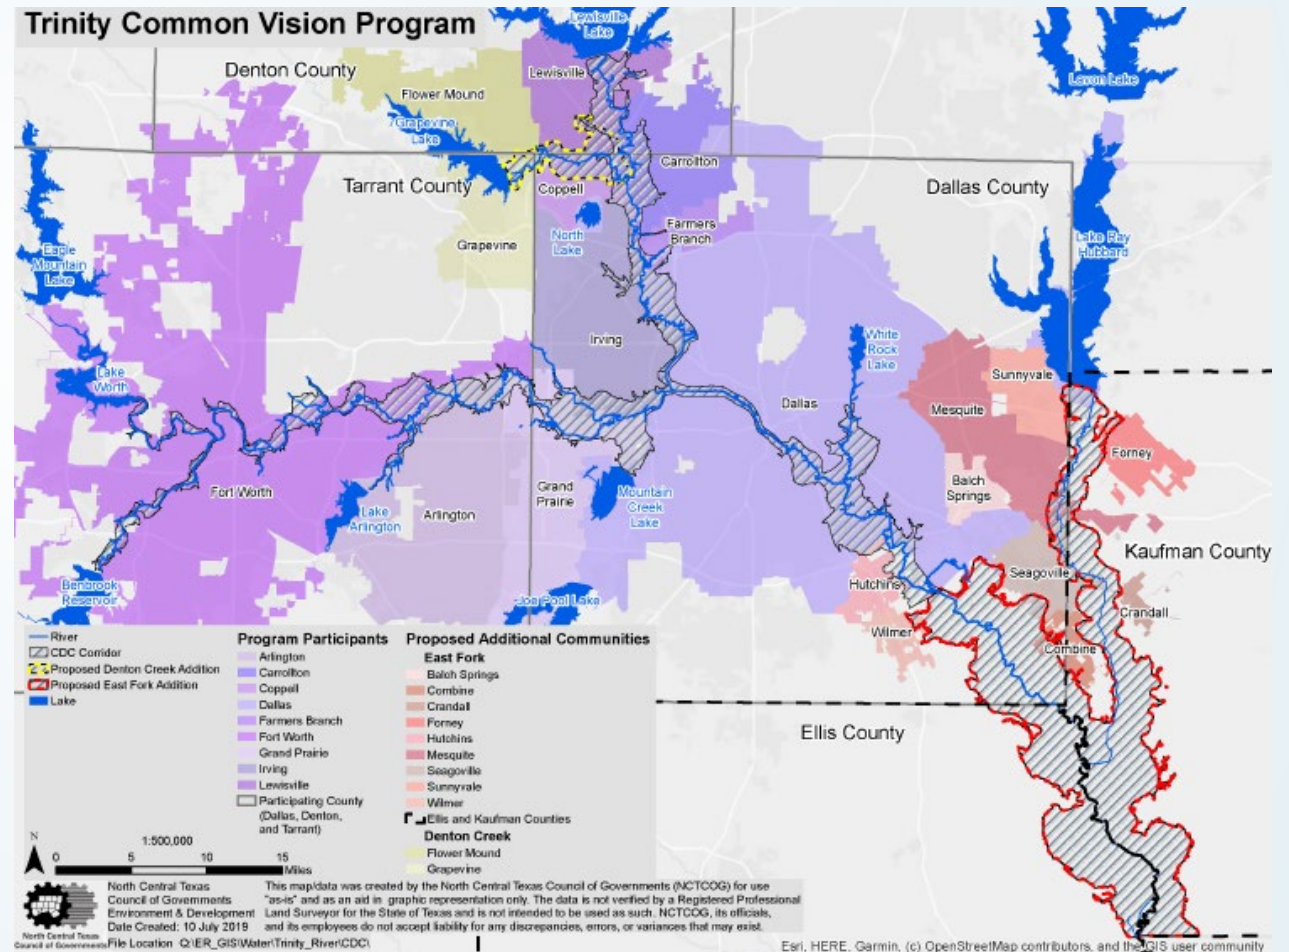 Trinity Common Vision Program
Lewisville
Lake
Denton County
Lewisville
Lavon Lake
Flower Mound
Grapevine
Lake
Carrollton
Tarrant County
Coppell
Dallas County
Farmers
Branch
North
Lake
Grapevine
Lake Ray
Hubbard
Eagle
Mountain
Lake
Irving
White
Rock
Lake
Lake
Worth
Sunnyvale
Dallas
Mesquite
Forney
Balch
Springs
Fort Worth
Grand
Prairie
Mountain
Creek
Lake
Lake
Arlington
Arlington
Kaufman County
Seagoville
Hutchins
Benbrook
Reservoir
Joe Pool Lake
Crandall
Wilmer
Combine
Ellis County
River
CDC Corridor
Proposed Denton Creek Addition
Proposed East Fork Addition
Lake
Program Participants
Arlington
Carrollton
Coppell
Dallas
Farmers Branch
Fort Worth
Grand Prairie
Irving
Lewisville
Participating County
(Dallas, Denton,
and Tarrant)
Proposed Additional Communities
East Fork
Balch Springs
Combine
Crandall
Forney
Hutchins
Mesquite
Seagoville
Sunnyvale
Wilmer
Ellis and Kaufman Counties
Denton Creek
Flower Mound
Grapevine
N
1:500,000
0 5 10 15
Miles
North Central Texas
Council of Governments
Environment & Development
Date Created: 10 July 2019
File Location Q:\ER_GIS\Water\Trinity_River\CDC\
North Central Texas
Council of Governments
This map/data was created by the North Central Texas Council of Governments (NCTCOG) for use
"as-is" and as an aid in graphic representation only. The data is not verified by a Registered Professional
Land Surveyor for the State of Texas and is not intended to be used as such. NCTCOG, its officials,
and its employees do not accept liability for any discrepancies, errors, or variances that may exist.
Esri, HERE, Garmin, (c) OpenStreetMap contributors, and the GIS user community